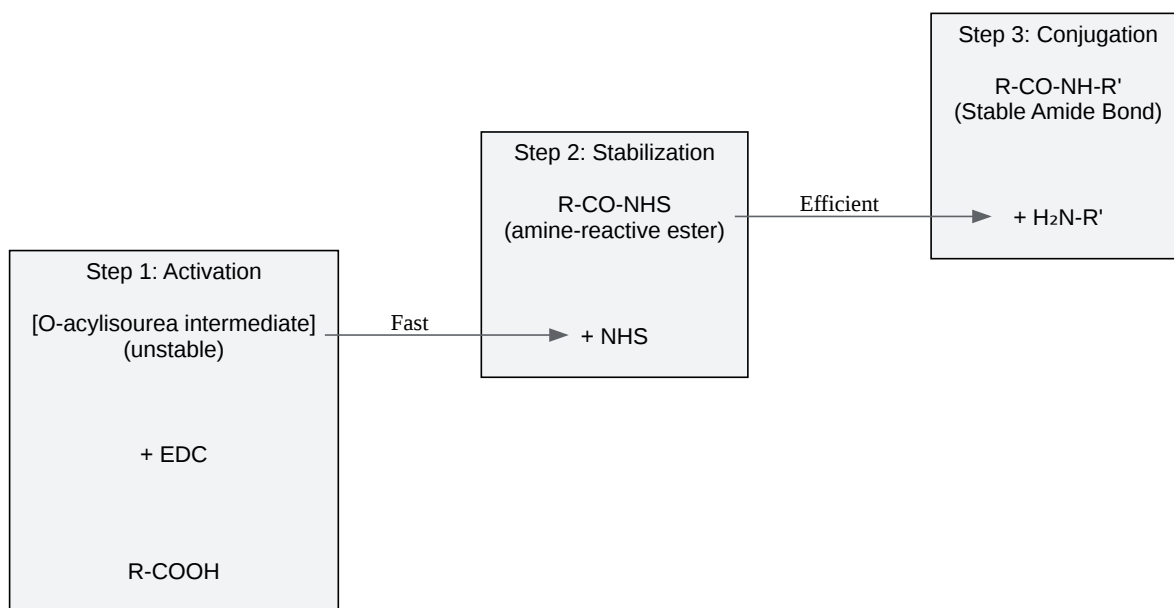 Step 1: Activation
[O-acylisourea intermediate]
(unstable)
+ EDC
R-COOH
Fast
Step 2: Stabilization
R-CO-NHS
(amine-reactive ester)
+ NHS
Efficient
Step 3: Conjugation
R-CO-NH-R'
(Stable Amide Bond)
+ H₂N-R'